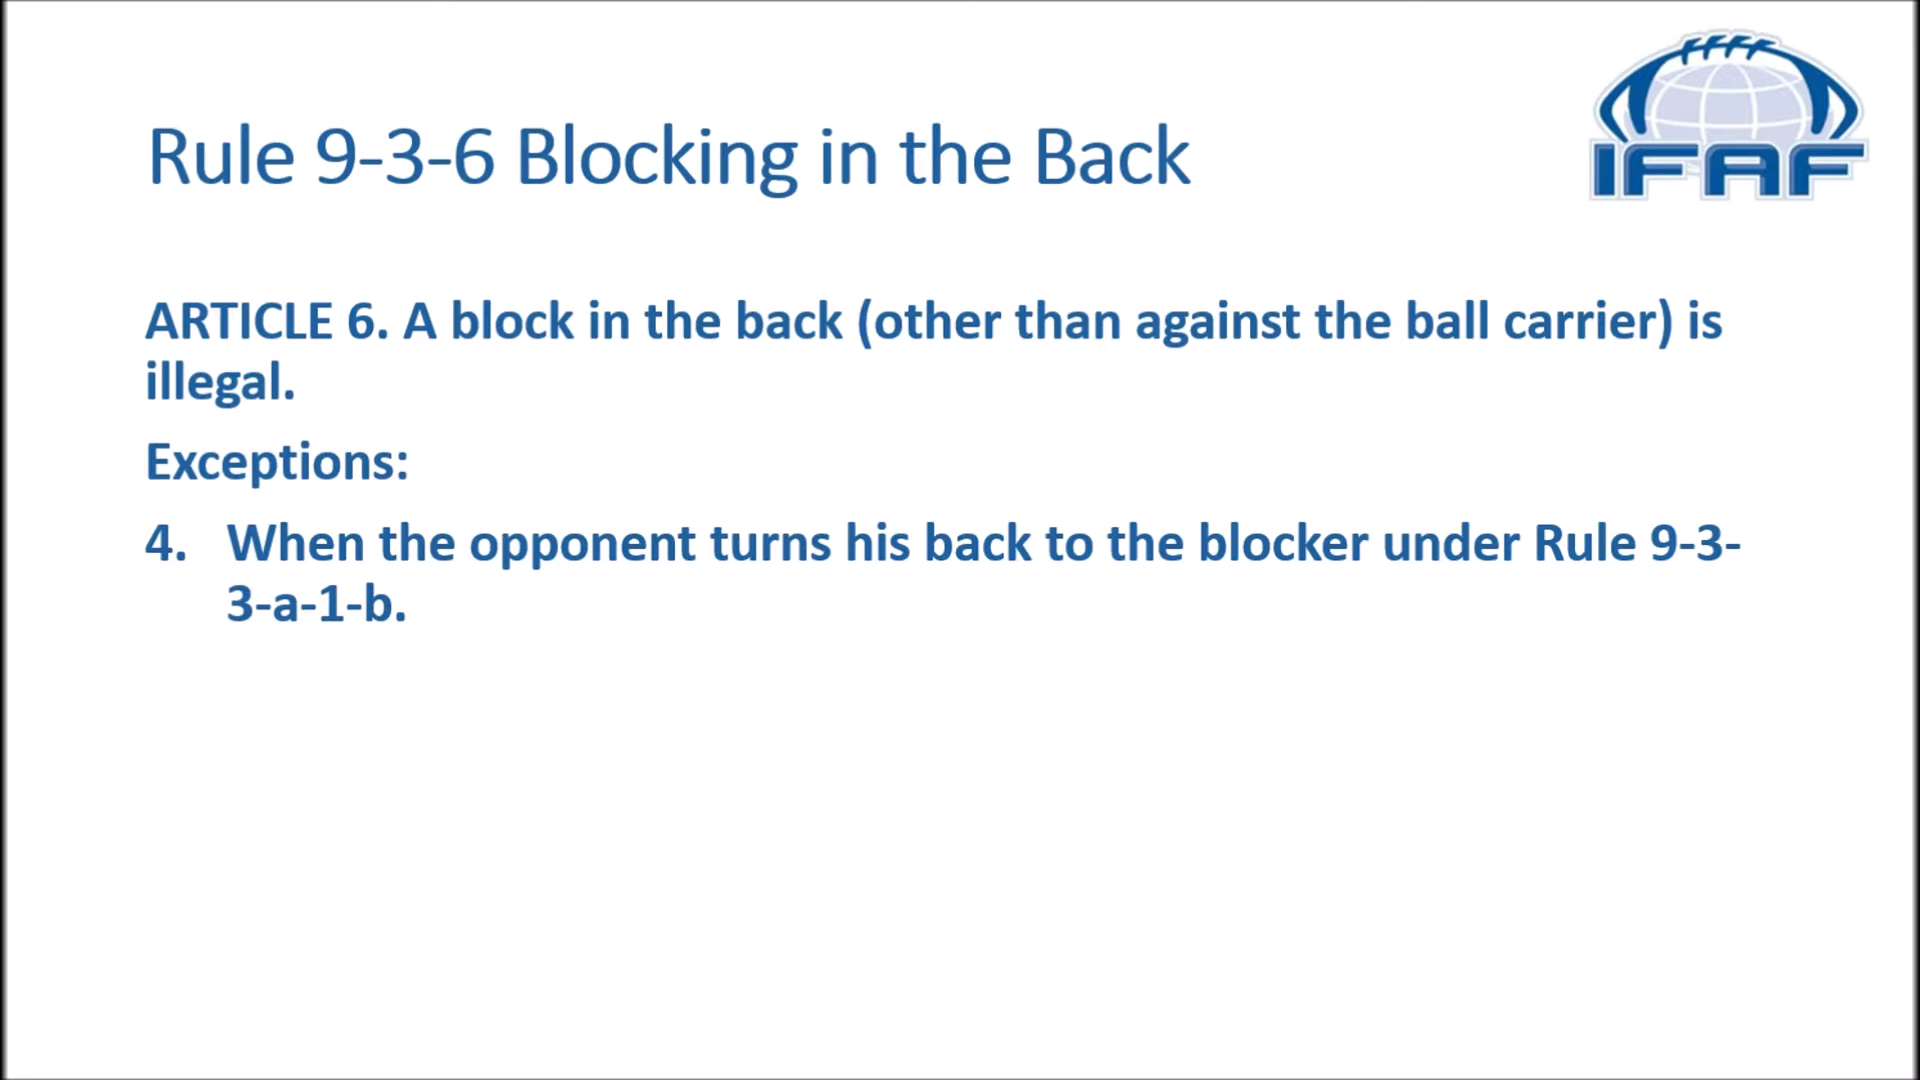 Rule 9-3-6 Blocking in the Back
IFAF
ARTICLE 6. A block in the back (other than against the ball carrier) is
illegal.
Exceptions:
4. When the opponent turns his back to the blocker under Rule 9-3-
3-a-1-b.